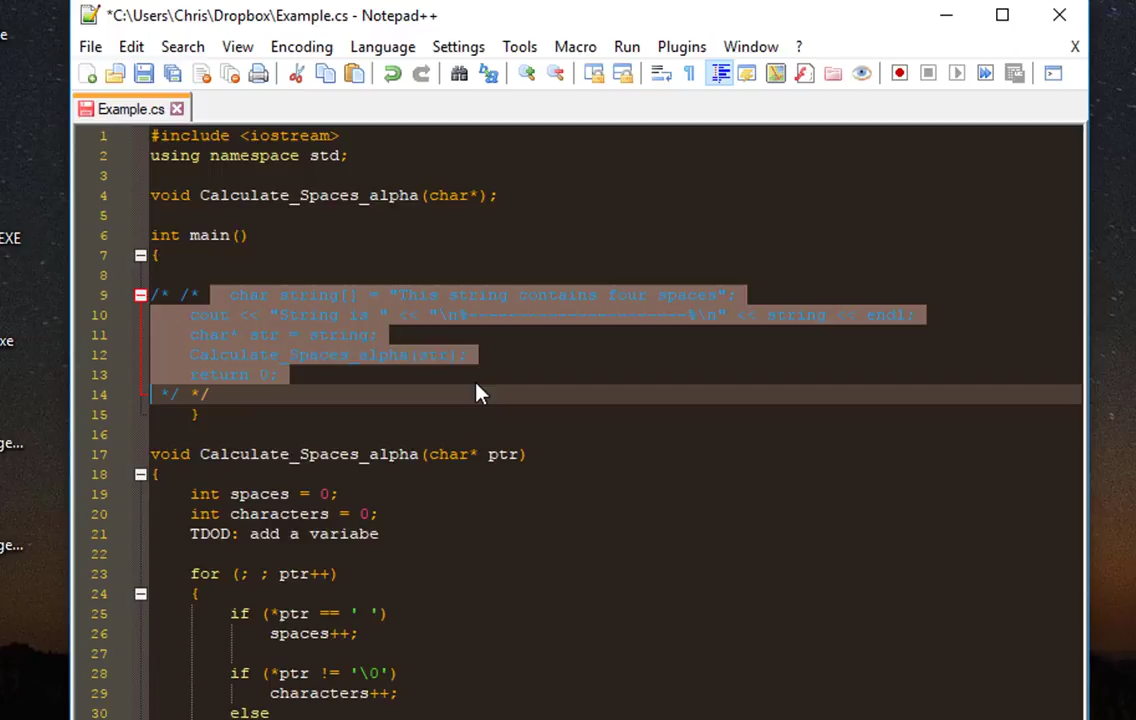 *C:\Users\Chris\Dropbox\Example.cs - Notepad++
File Edit Search View Encoding Language Settings Tools Macro Run Plugins Window ? X
Example.cs
1 #include <iostream>
2 using namespace std;
3
4 void Calculate_Spaces_alpha(char*);
5
6 int main()
7 {
8
9 /* /* char string[] = "This string contains four spaces";
10 cout << "String is " << "\n%----------------------%\n" << string << endl;
11 char* str = string;
12 Calculate_Spaces_alpha(str);
13 return 0;
14 */ */
15 }
16
17 void Calculate_Spaces_alpha(char* ptr)
18 {
19 int spaces = 0;
20 int characters = 0;
21 TDOD: add a variabe
22
23 for (; ; ptr++)
24 {
25 if (*ptr == ' ')
26 spaces++;
27
28 if (*ptr != '\0')
29 characters++;
30 else
e
EXE
xe
ge...
ge...